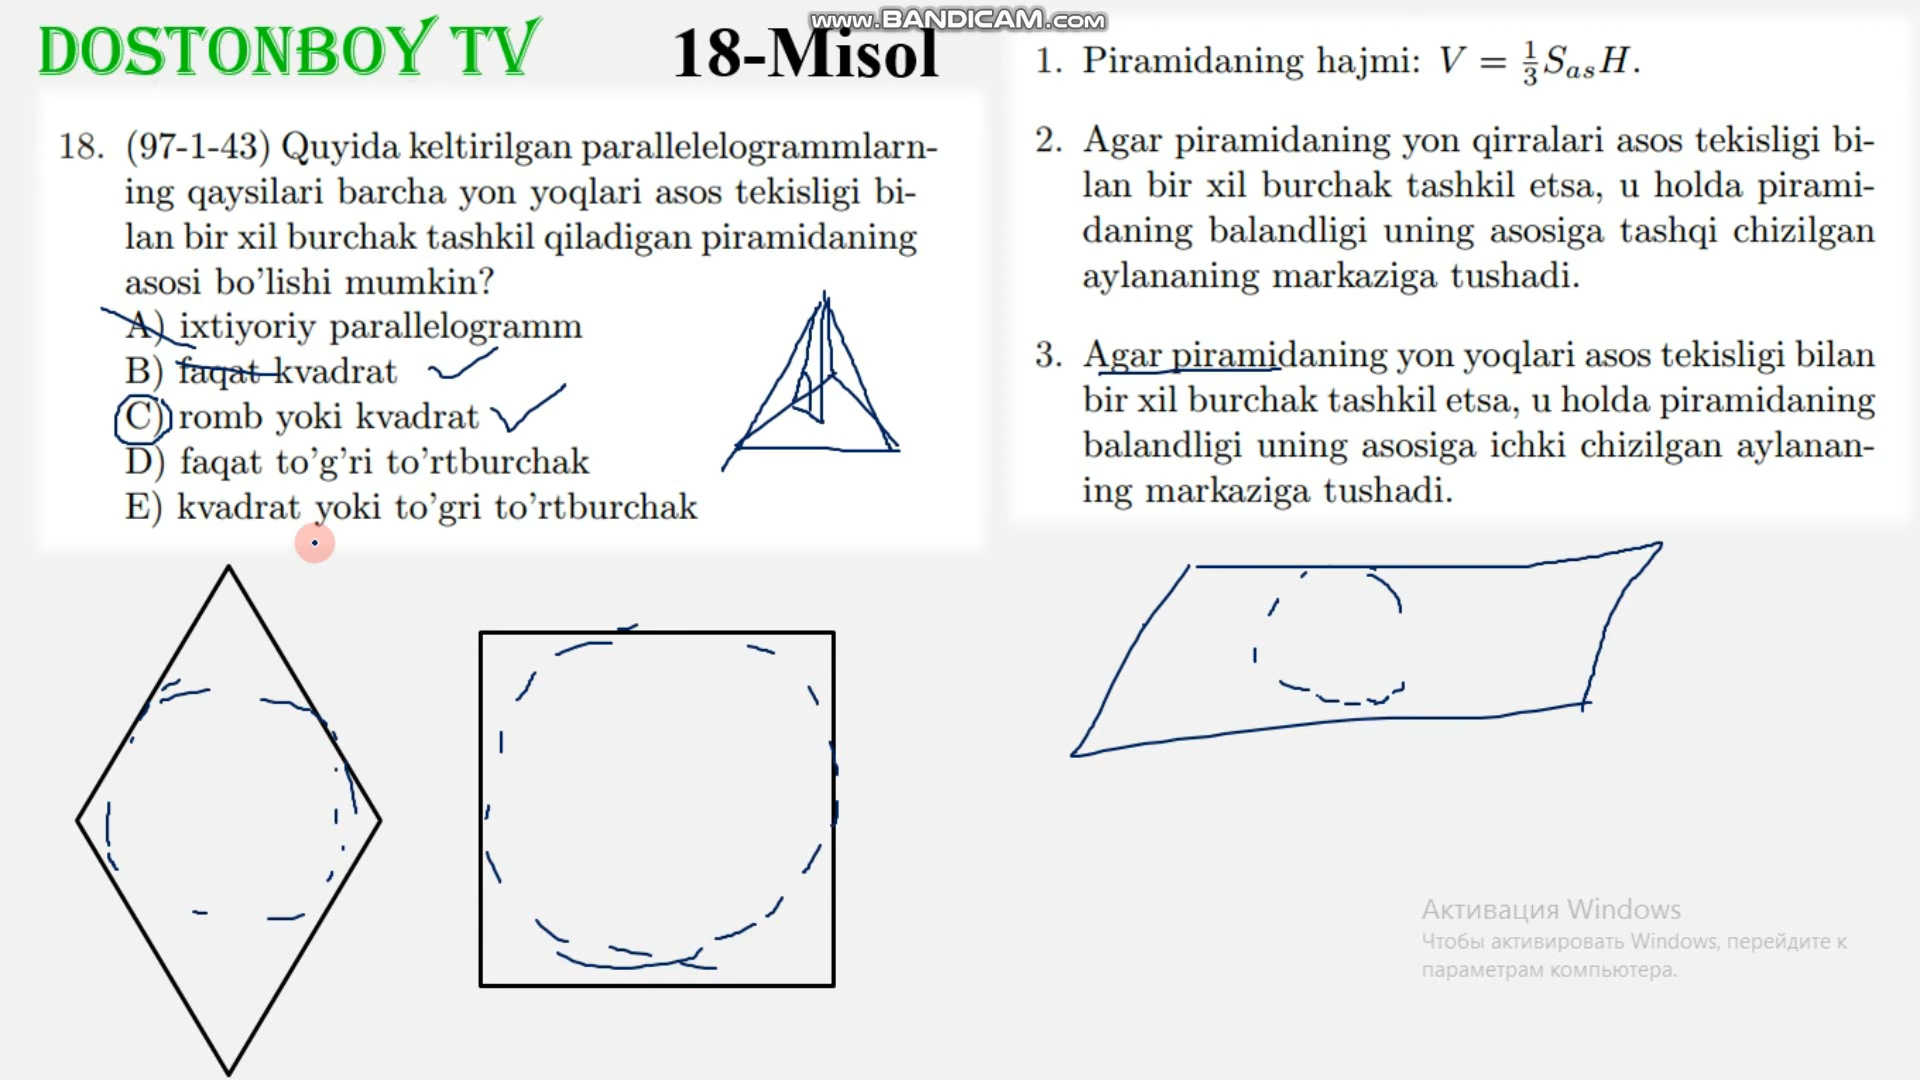 www.BANDICAM.com
DOSTONBOY TV
18-Misol
18. (97-1-43) Quyida keltirilgan parallelelogrammlarn-
ing qaysilari barcha yon yoqlari asos tekisligi bi-
lan bir xil burchak tashkil qiladigan piramidaning
asosi bo'lishi mumkin?
A) ixtiyoriy parallelogramm
B) faqat kvadrat
C) romb yoki kvadrat
D) faqat to'g'ri to'rtburchak
E) kvadrat yoki to'gri to'rtburchak
1. Piramidaning hajmi: V = 1/3 S_as H.
2. Agar piramidaning yon qirralari asos tekisligi bi-
lan bir xil burchak tashkil etsa, u holda pirami-
daning balandligi uning asosiga tashqi chizilgan
aylananing markaziga tushadi.
3. Agar piramidaning yon yoqlari asos tekisligi bilan
bir xil burchak tashkil etsa, u holda piramidaning
balandligi uning asosiga ichki chizilgan aylanan-
ing markaziga tushadi.
Активация Windows
Чтобы активировать Windows, перейдите к
параметрам компьютера.